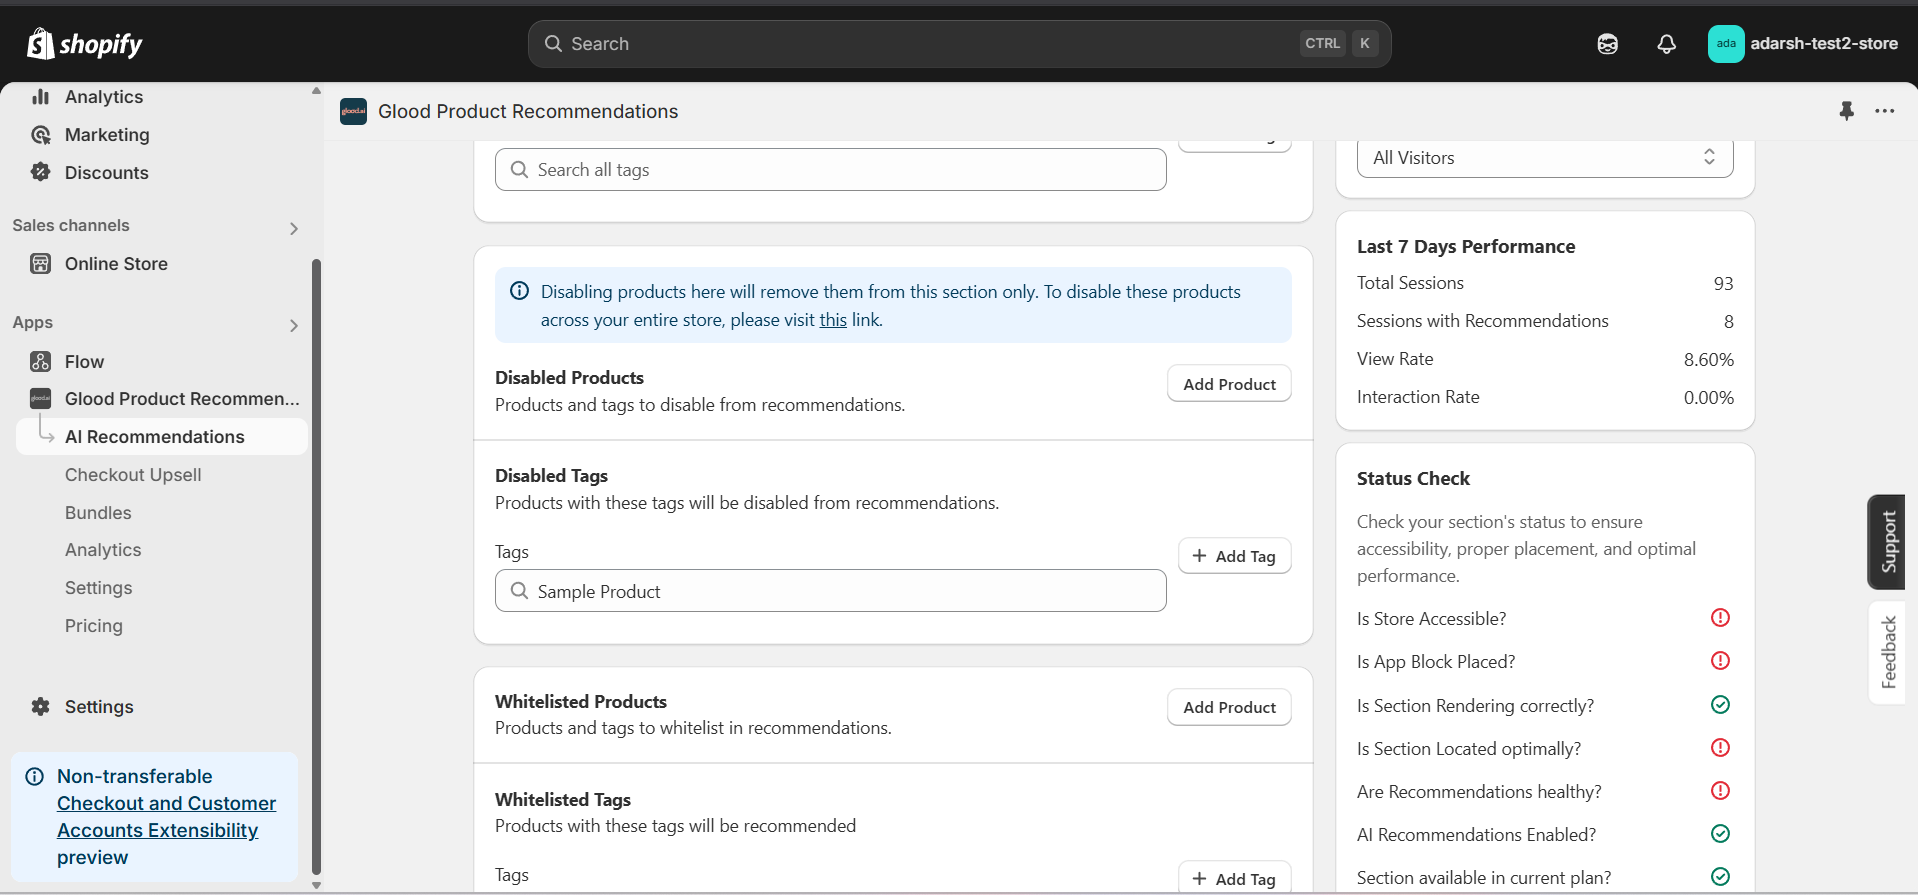 shopify
Search
CTRL K
ada
adarsh-test2-store
Analytics
Marketing
Discounts
Sales channels
Online Store
Apps
Flow
Glood Product Recommen...
AI Recommendations
Checkout Upsell
Bundles
Analytics
Settings
Pricing
Settings
Non-transferable
Checkout and Customer
Accounts Extensibility
preview
glood.ai
Glood Product Recommendations
Search all tags
Disabling products here will remove them from this section only. To disable these products
across your entire store, please visit this link.
Disabled Products
Products and tags to disable from recommendations.
Add Product
Disabled Tags
Products with these tags will be disabled from recommendations.
Tags
+ Add Tag
Sample Product
Whitelisted Products
Products and tags to whitelist in recommendations.
Add Product
Whitelisted Tags
Products with these tags will be recommended
Tags
+ Add Tag
All Visitors
Last 7 Days Performance
Total Sessions 93
Sessions with Recommendations 8
View Rate 8.60%
Interaction Rate 0.00%
Status Check
Check your section's status to ensure
accessibility, proper placement, and optimal
performance.
Is Store Accessible?
Is App Block Placed?
Is Section Rendering correctly?
Is Section Located optimally?
Are Recommendations healthy?
AI Recommendations Enabled?
Section available in current plan?
Support
Feedback